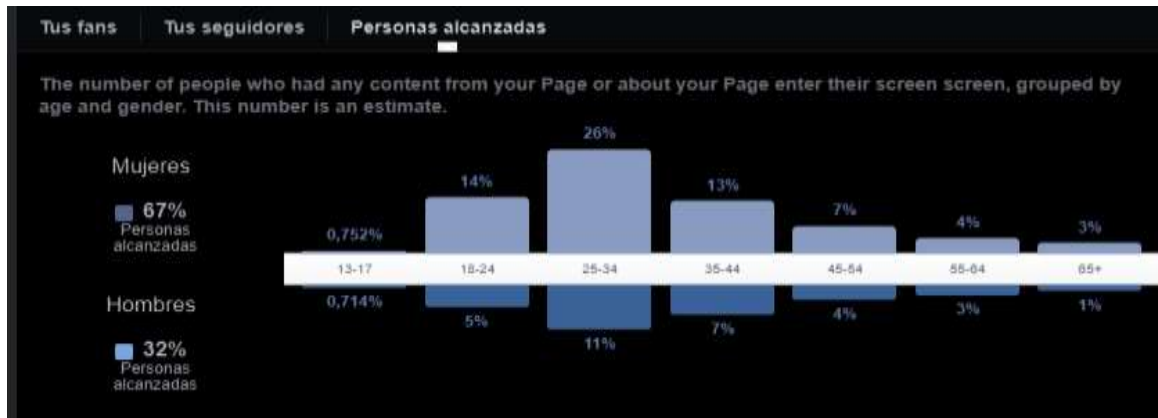 Tus fans Tus seguidores Personas alcanzadas
The number of people who had any content from your Page or about your Page enter their screen screen, grouped by
age and gender. This number is an estimate.
Mujeres
67%
Personas
alcanzadas
0,752% 14% 26% 13% 7% 4% 3%
13-17 18-24 25-34 35-44 45-54 55-64 65+
0,714% 5% 11% 7% 4% 3% 1%
Hombres
32%
Personas
alcanzadas